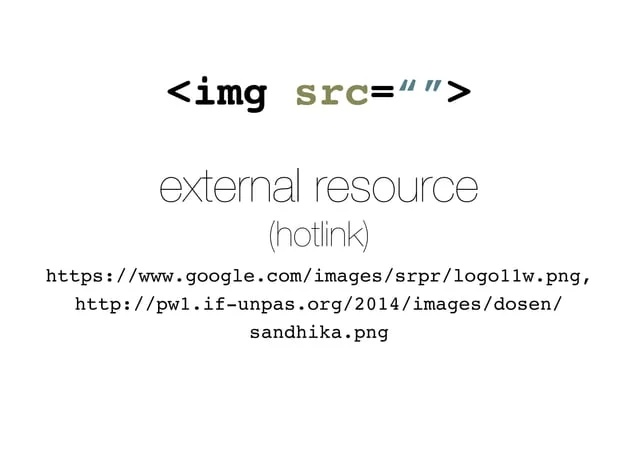 <img src=“”>
external resource
(hotlink)
https://www.google.com/images/srpr/logo11w.png,
http://pw1.if-unpas.org/2014/images/dosen/
sandhika.png